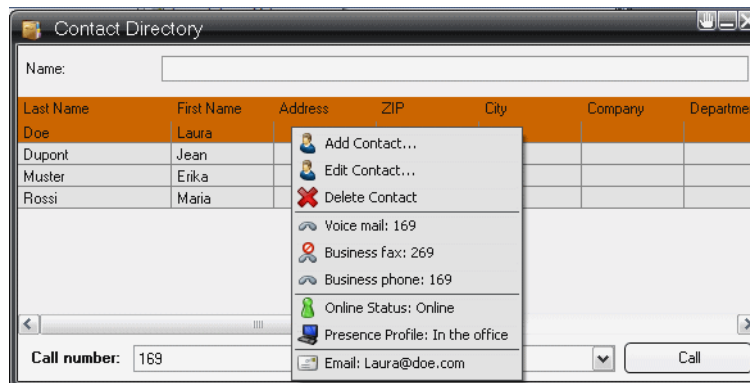 Contact Directory
Name:
Last Name First Name Address ZIP City Company Departme
Doe Laura
Dupont Jean
Muster Erika
Rossi Maria
Add Contact...
Edit Contact...
Delete Contact
Voice mail: 169
Business fax: 269
Business phone: 169
Online Status: Online
Presence Profile: In the office
Email: Laura@doe.com
Call number: 169 Call